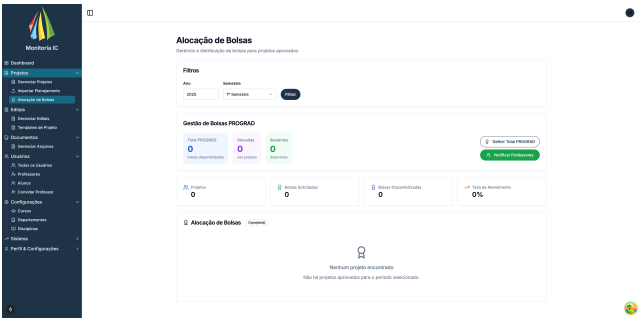 Monitoria IC
Dashboard
Projetos
Gerenciar Projetos
Importar Planejamento
Alocação de Bolsas
Editais
Gerenciar Editais
Templates de Projeto
Documentos
Gerenciar Arquivos
Usuários
Todos os Usuários
Professores
Alunos
Convidar Professor
Configurações
Cursos
Departamentos
Disciplinas
Sistema
Perfil & Configurações
Alocação de Bolsas
Gerencie a distribuição de bolsas para projetos aprovados
Filtros
Ano
Semestre
2025
1º Semestre
Filtrar
Gestão de Bolsas PROGRAD
Total PROGRAD
0
bolsas disponibilizadas
Alocadas
0
nos projetos
Restantes
0
disponíveis
Definir Total PROGRAD
Notificar Professores
Projetos
0
Bolsas Solicitadas
0
Bolsas Disponibilizadas
0
Taxa de Atendimento
0%
Alocação de Bolsas
0 projeto(s)
Nenhum projeto encontrado
Não há projetos aprovados para o período selecionado.